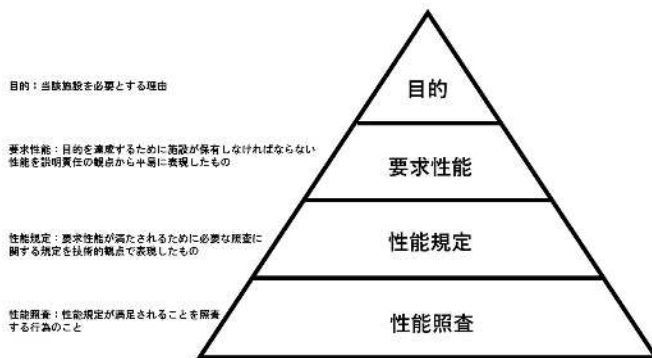 目的：当該施設を必要とする理由
目的
要求性能：目的を達成するために施設が保有しなければならない
性能を説明責任の観点から平易に表現したもの
要求性能
性能規定：要求性能が満たされるために必要な照査に
関する規定を技術的観点で表現したもの
性能規定
性能照査：性能規定が満足されることを照査
する行為のこと
性能照査